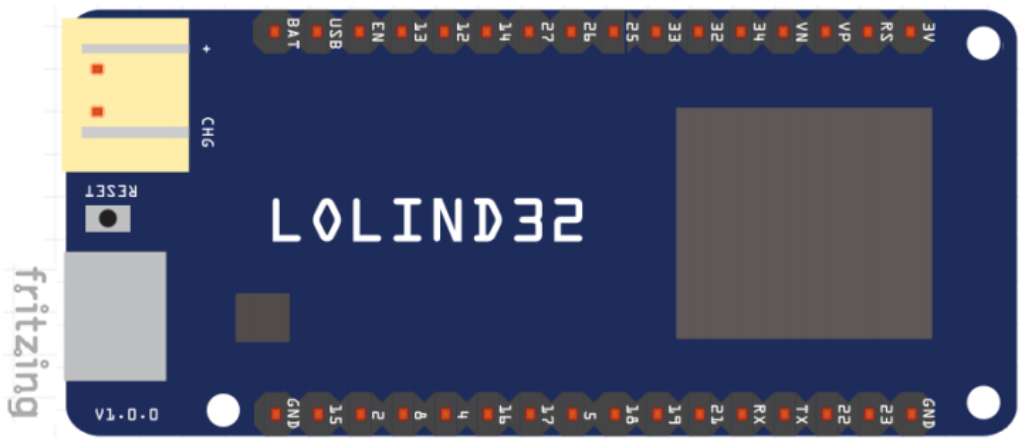 BAT USB EN 13 12 14 27 26 25 33 32 34 VN VP RS 3V
+
CHG
RESET
LOLIND32
fritzing
V1.0.0
GND 15 2 8 4 16 17 5 18 19 21 RX TX 22 23 GND